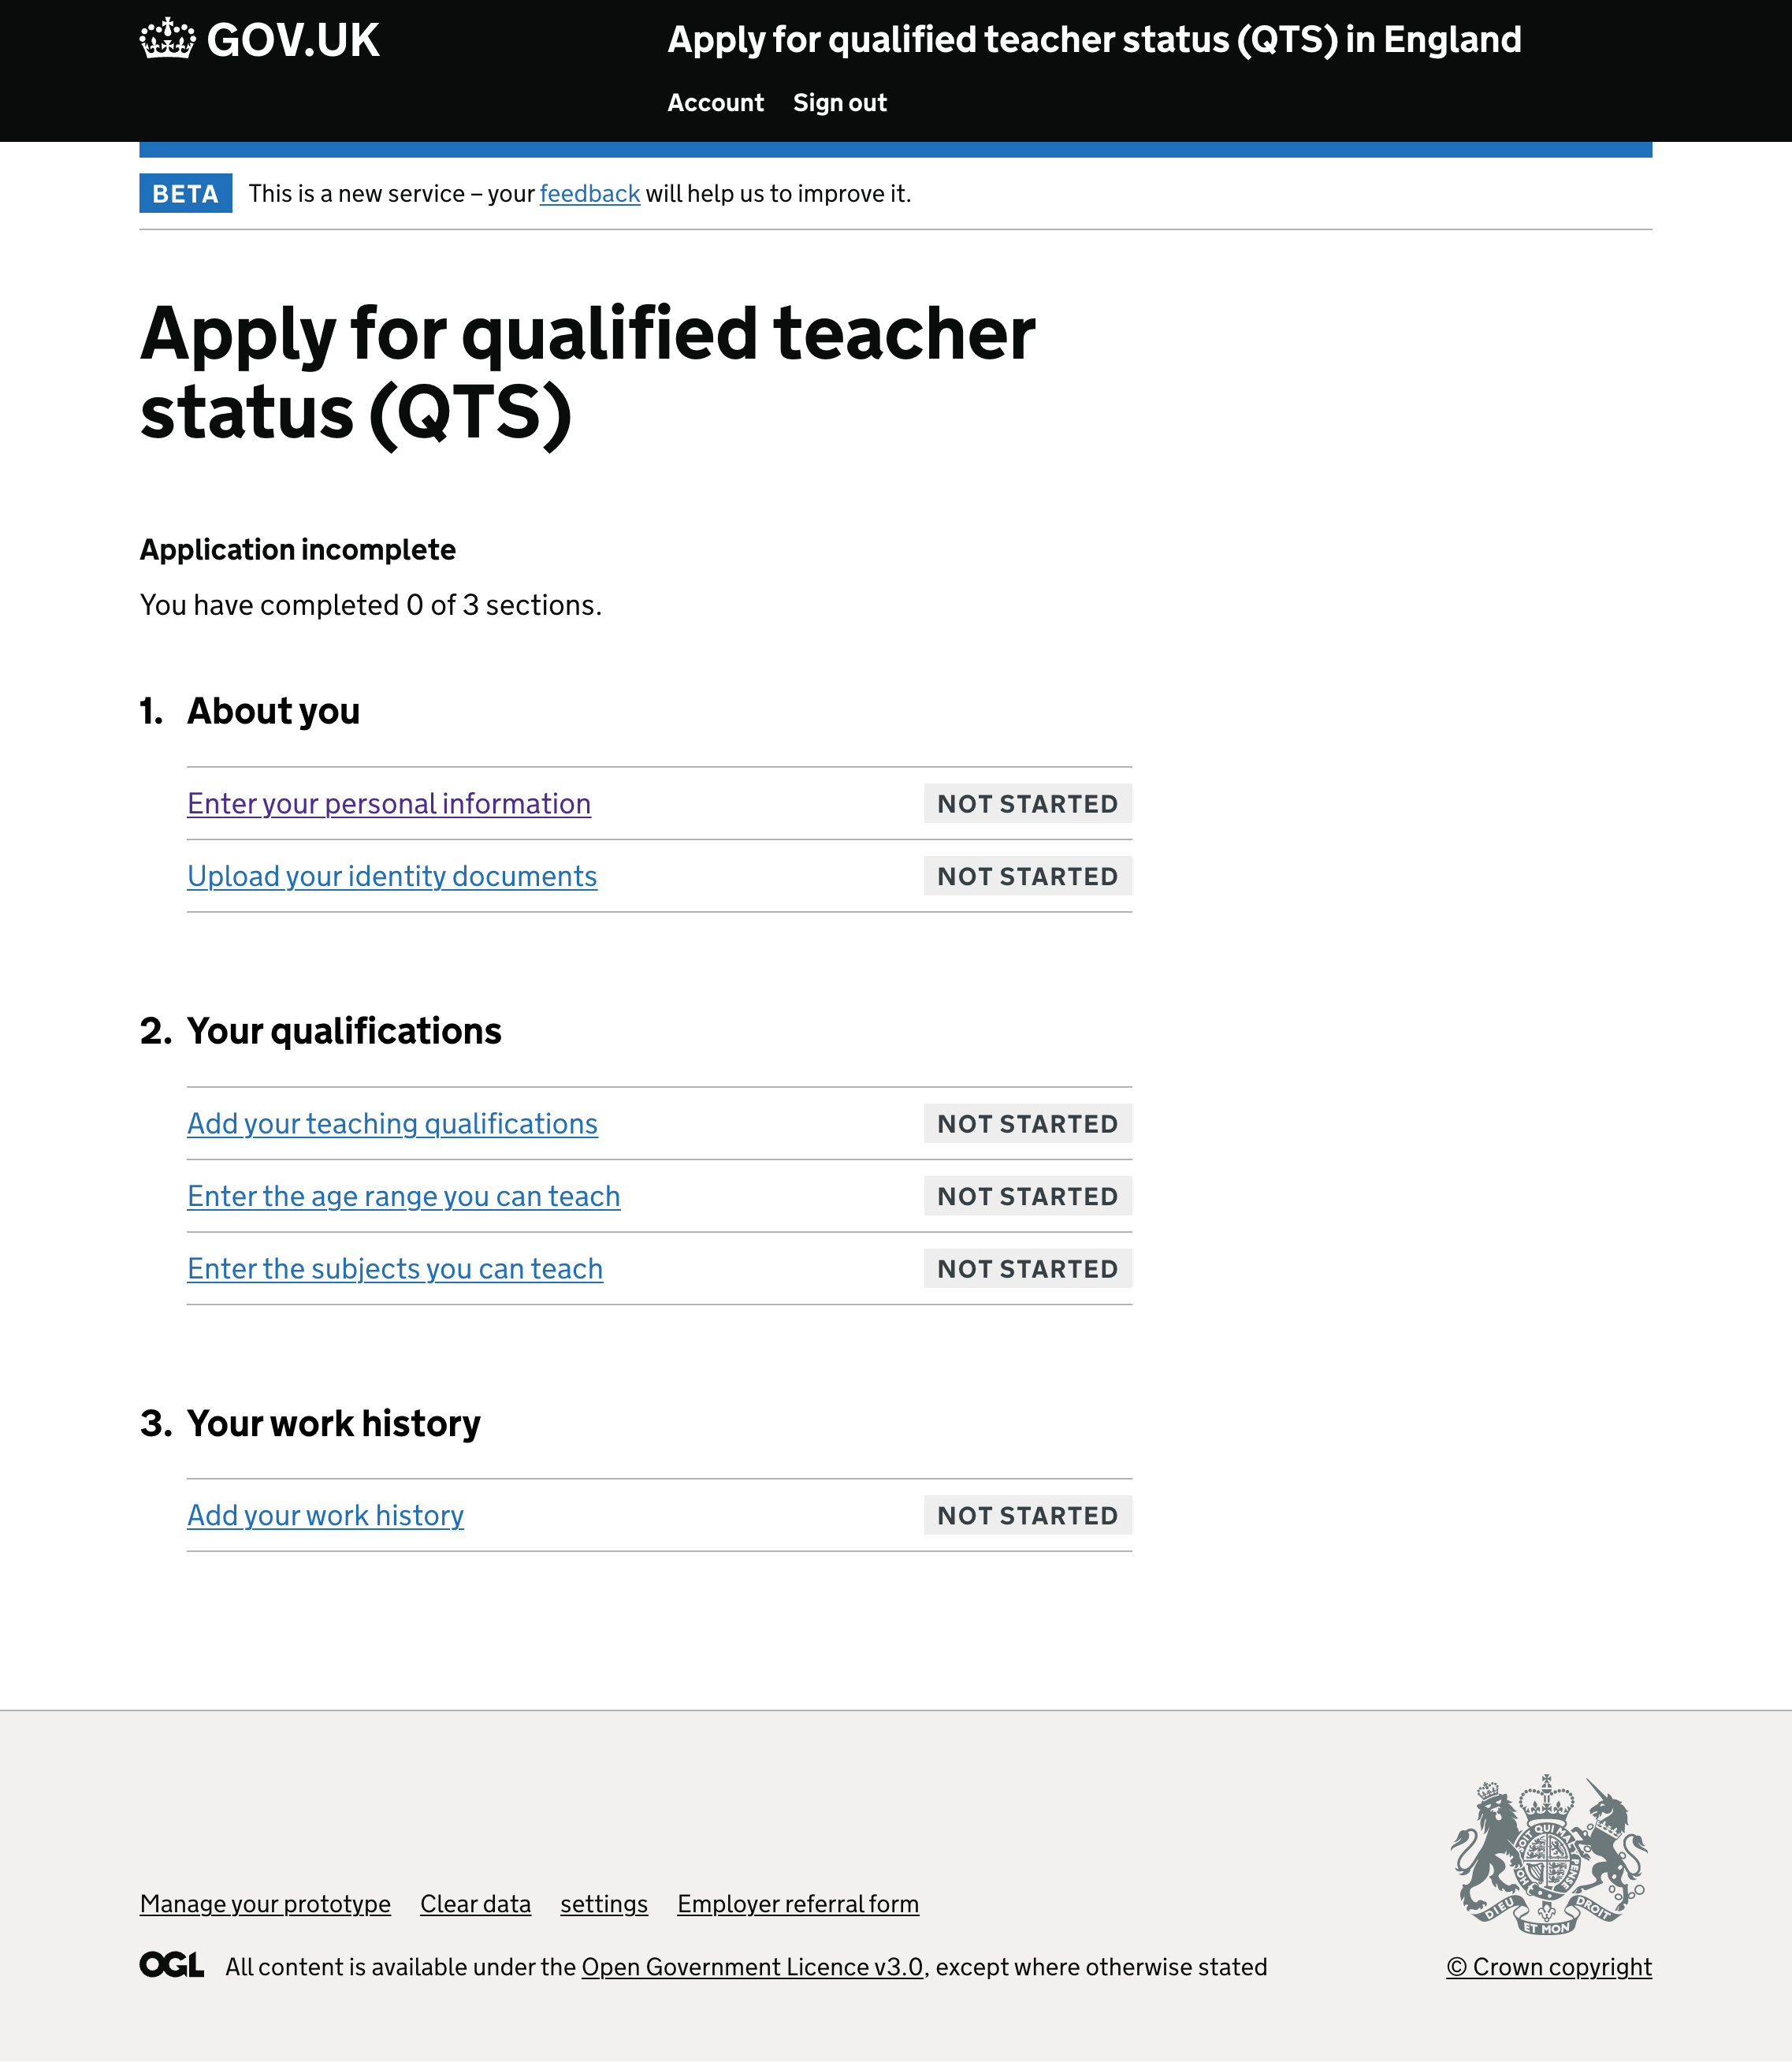 GOV.UK
Apply for qualified teacher status (QTS) in England
Account Sign out
BETA This is a new service – your feedback will help us to improve it.
Apply for qualified teacher
status (QTS)
Application incomplete
You have completed 0 of 3 sections.
1. About you
Enter your personal information NOT STARTED
Upload your identity documents NOT STARTED
2. Your qualifications
Add your teaching qualifications NOT STARTED
Enter the age range you can teach NOT STARTED
Enter the subjects you can teach NOT STARTED
3. Your work history
Add your work history NOT STARTED
Manage your prototype Clear data settings Employer referral form
OGL All content is available under the Open Government Licence v3.0, except where otherwise stated
DIEU ET MON DROIT
© Crown copyright